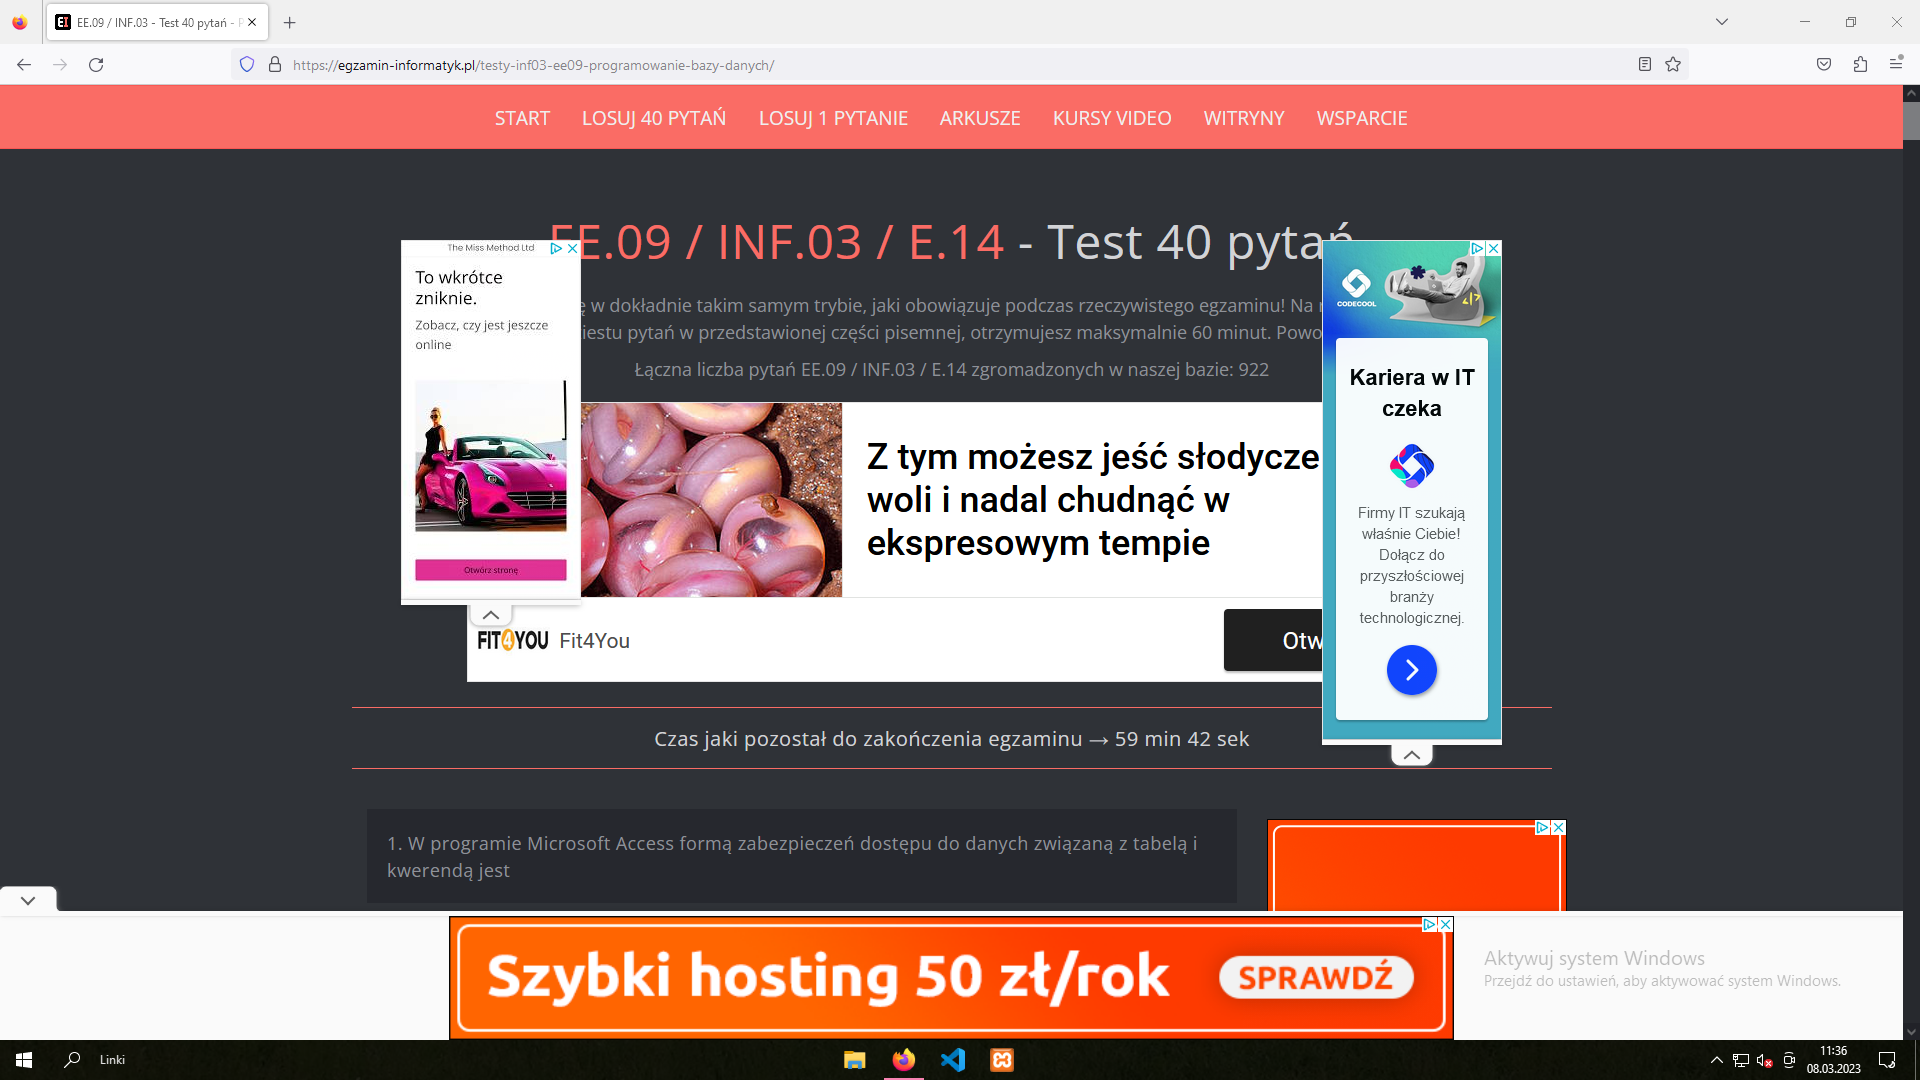 EE.09 / INF.03 - Test 40 pytań -
https://egzamin-informatyk.pl/testy-inf03-ee09-programowanie-bazy-danych/
START LOSUJ 40 PYTAŃ LOSUJ 1 PYTANIE ARKUSZE KURSY VIDEO WITRYNY WSPARCIE
EE.09 / INF.03 / E.14 - Test 40 pytań
w dokładnie takim samym trybie, jaki obowiązuje podczas rzeczywistego egzaminu! Na
pytań w przedstawionej części pisemnej, otrzymujesz maksymalnie 60 minut.
Łączna liczba pytań EE.09 / INF.03 / E.14 zgromadzonych w naszej bazie: 922
The Miss Method Ltd
To wkrótce
zniknie.
Zobacz, czy jest jeszcze
online
Otwórz stronę
Z tym możesz jeść słodycze
woli i nadal chudnąć w
ekspresowym tempie
FIT4YOU Fit4You
CODECOOL
Kariera w IT
czeka
Firmy IT szukają
właśnie Ciebie!
Dołącz do
przyszłościowej
branży
technologicznej.
Czas jaki pozostał do zakończenia egzaminu → 59 min 42 sek
1. W programie Microsoft Access formą zabezpieczeń dostępu do danych związaną z tabelą i
kwerendą jest
Szybki hosting 50 zł/rok SPRAWDŹ
Aktywuj system Windows
Przejdź do ustawień, aby aktywować system Windows.
Linki
11:36
08.03.2023